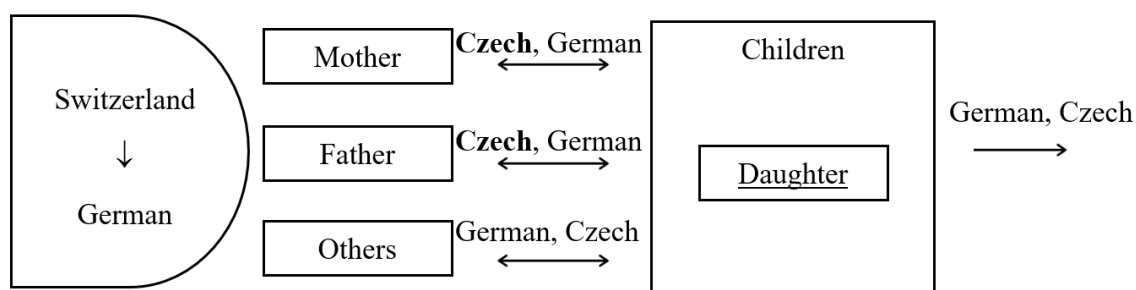 Switzerland
↓
German
Mother
Czech, German
Father
Czech, German
Others
German, Czech
Children
Daughter
German, Czech